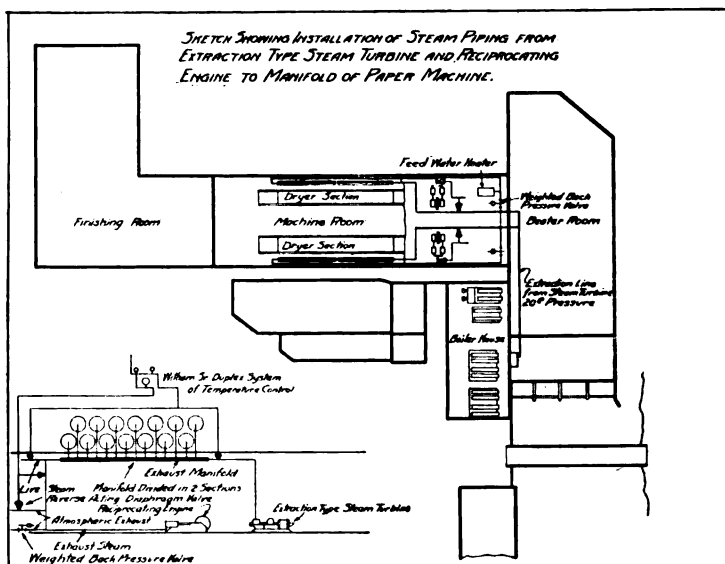 SKETCH SHOWING INSTALLATION OF STEAM PIPING FROM
EXTRACTION TYPE STEAM TURBINE AND RECIPROCATING
ENGINE TO MANIFOLD OF PAPER MACHINE.
Feed Water Heater
Dryer Section
Weighted Back
Pressure Valve
Finishing Room
Machine Room
Beater Room
Dryer Section
Extraction Line
from Steam Turbine
20# Pressure
Boiler House
Witham Sr Duplex System
of Temperature Control
Exhaust Manifold
Manifold Divided in 2 Sections
Live Steam
Reverse Acting Diaphragm Valve
Reciprocating Engine
Atmospheric Exhaust
Extraction Type Steam Turbine
Exhaust Steam
Weighted Back Pressure Valve